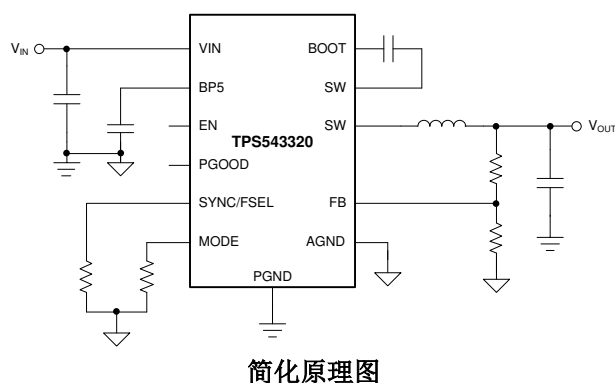 VIN
VIN
BOOT
BP5
SW
EN
SW
VOUT
TPS543320
PGOOD
SYNC/FSEL
FB
MODE
AGND
PGND
简化原理图